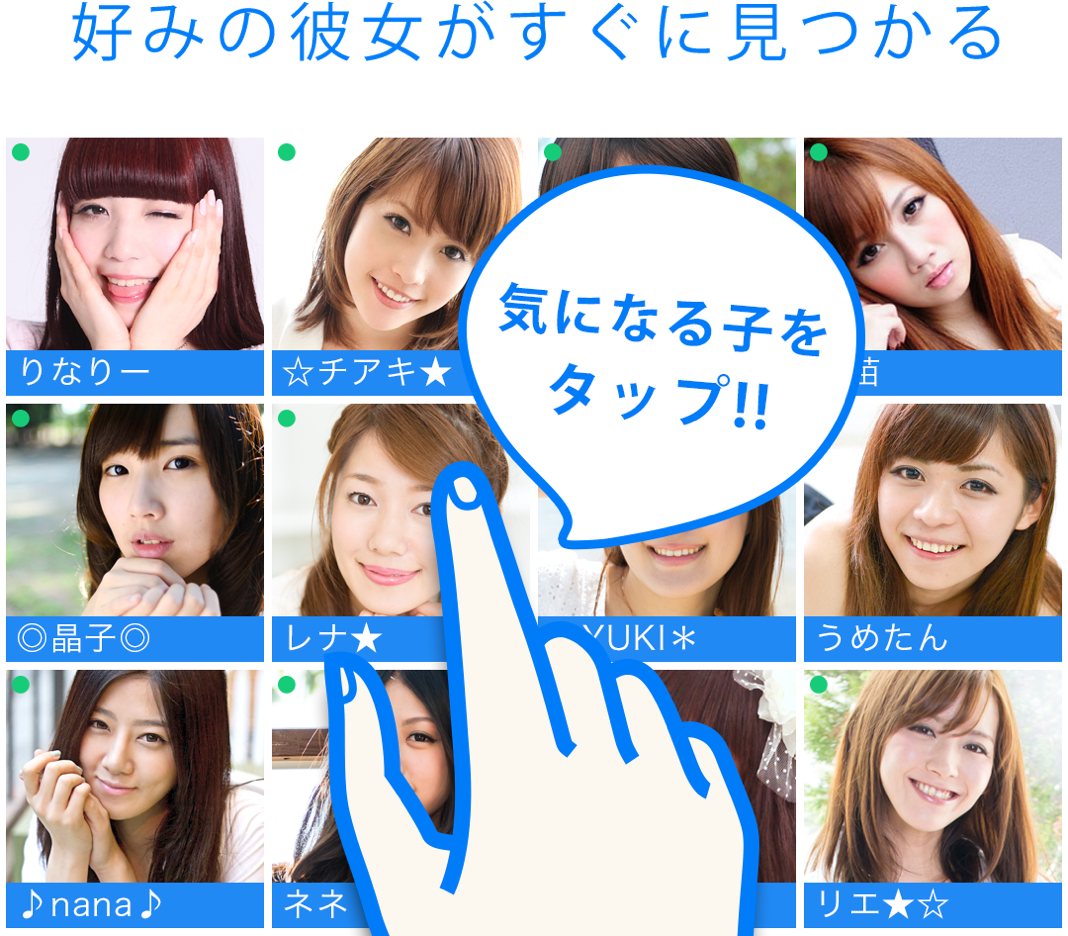 好みの彼女がすぐに見つかる
気になる子を
タップ!!
りなりー
☆チアキ★
苗
◎晶子◎
レナ★
YUKI＊
うめたん
♪nana♪
ネネ
リエ★☆